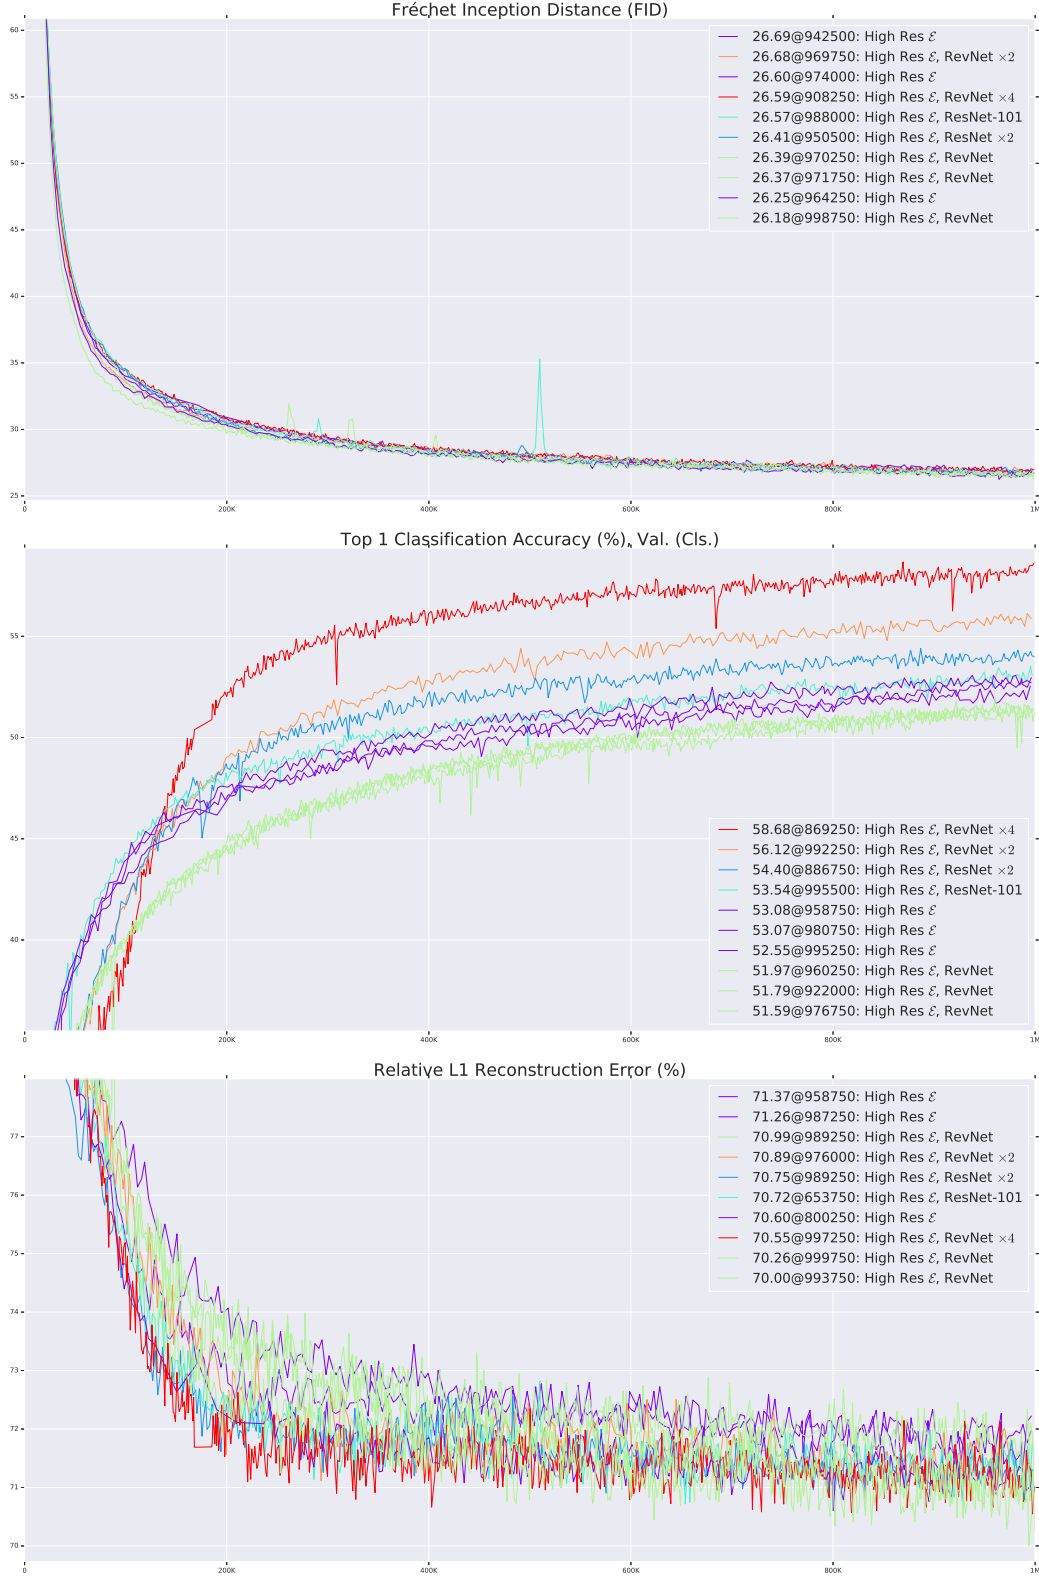 Fréchet Inception Distance (FID)
60
55
50
45
40
35
30
25
0 200K 400K 600K 800K 1M
26.69@942500: High Res ℰ
26.68@969750: High Res ℰ, RevNet ×2
26.60@974000: High Res ℰ
26.59@908250: High Res ℰ, RevNet ×4
26.57@988000: High Res ℰ, ResNet-101
26.41@950500: High Res ℰ, ResNet ×2
26.39@970250: High Res ℰ, RevNet
26.37@971750: High Res ℰ, RevNet
26.25@964250: High Res ℰ
26.18@998750: High Res ℰ, RevNet
Top 1 Classification Accuracy (%), Val. (Cls.)
55
50
45
40
0 200K 400K 600K 800K 1M
58.68@869250: High Res ℰ, RevNet ×4
56.12@992250: High Res ℰ, RevNet ×2
54.40@886750: High Res ℰ, ResNet ×2
53.54@995500: High Res ℰ, ResNet-101
53.08@958750: High Res ℰ
53.07@980750: High Res ℰ
52.55@995250: High Res ℰ
51.97@960250: High Res ℰ, RevNet
51.79@922000: High Res ℰ, RevNet
51.59@976750: High Res ℰ, RevNet
Relative L1 Reconstruction Error (%)
77
76
75
74
73
72
71
70
0 200K 400K 600K 800K 1M
71.37@958750: High Res ℰ
71.26@987250: High Res ℰ
70.99@989250: High Res ℰ, RevNet
70.89@976000: High Res ℰ, RevNet ×2
70.75@989250: High Res ℰ, ResNet ×2
70.72@653750: High Res ℰ, ResNet-101
70.60@800250: High Res ℰ
70.55@997250: High Res ℰ, RevNet ×4
70.26@999750: High Res ℰ, RevNet
70.00@993750: High Res ℰ, RevNet